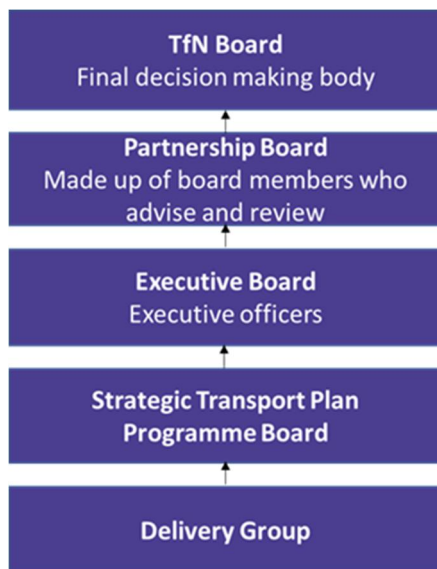 TfN Board
Final decision making body
Partnership Board
Made up of board members who
advise and review
Executive Board
Executive officers
Strategic Transport Plan
Programme Board
Delivery Group